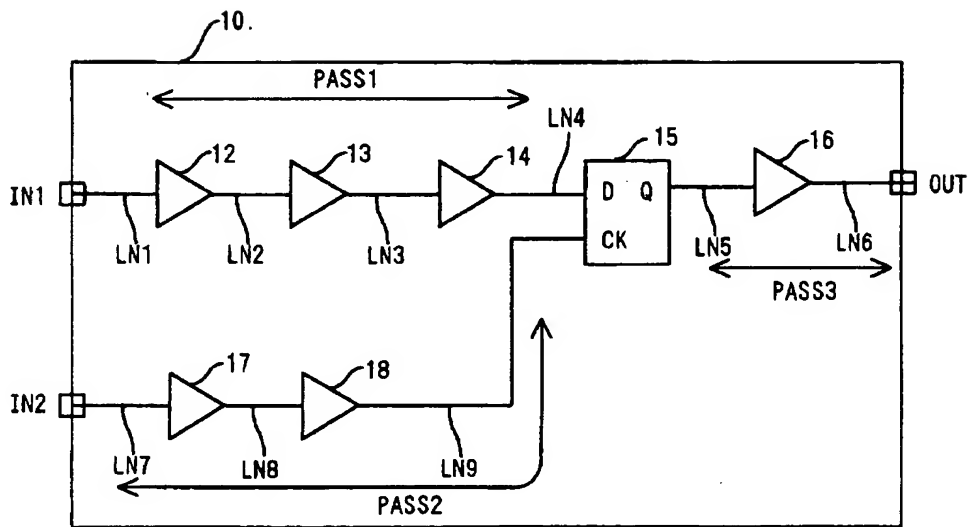 10.
PASS1
12
13
14
LN4
15
16
IN1
D Q
CK
OUT
LN1
LN2
LN3
LN5
LN6
PASS3
17
18
IN2
LN7
LN8
LN9
PASS2